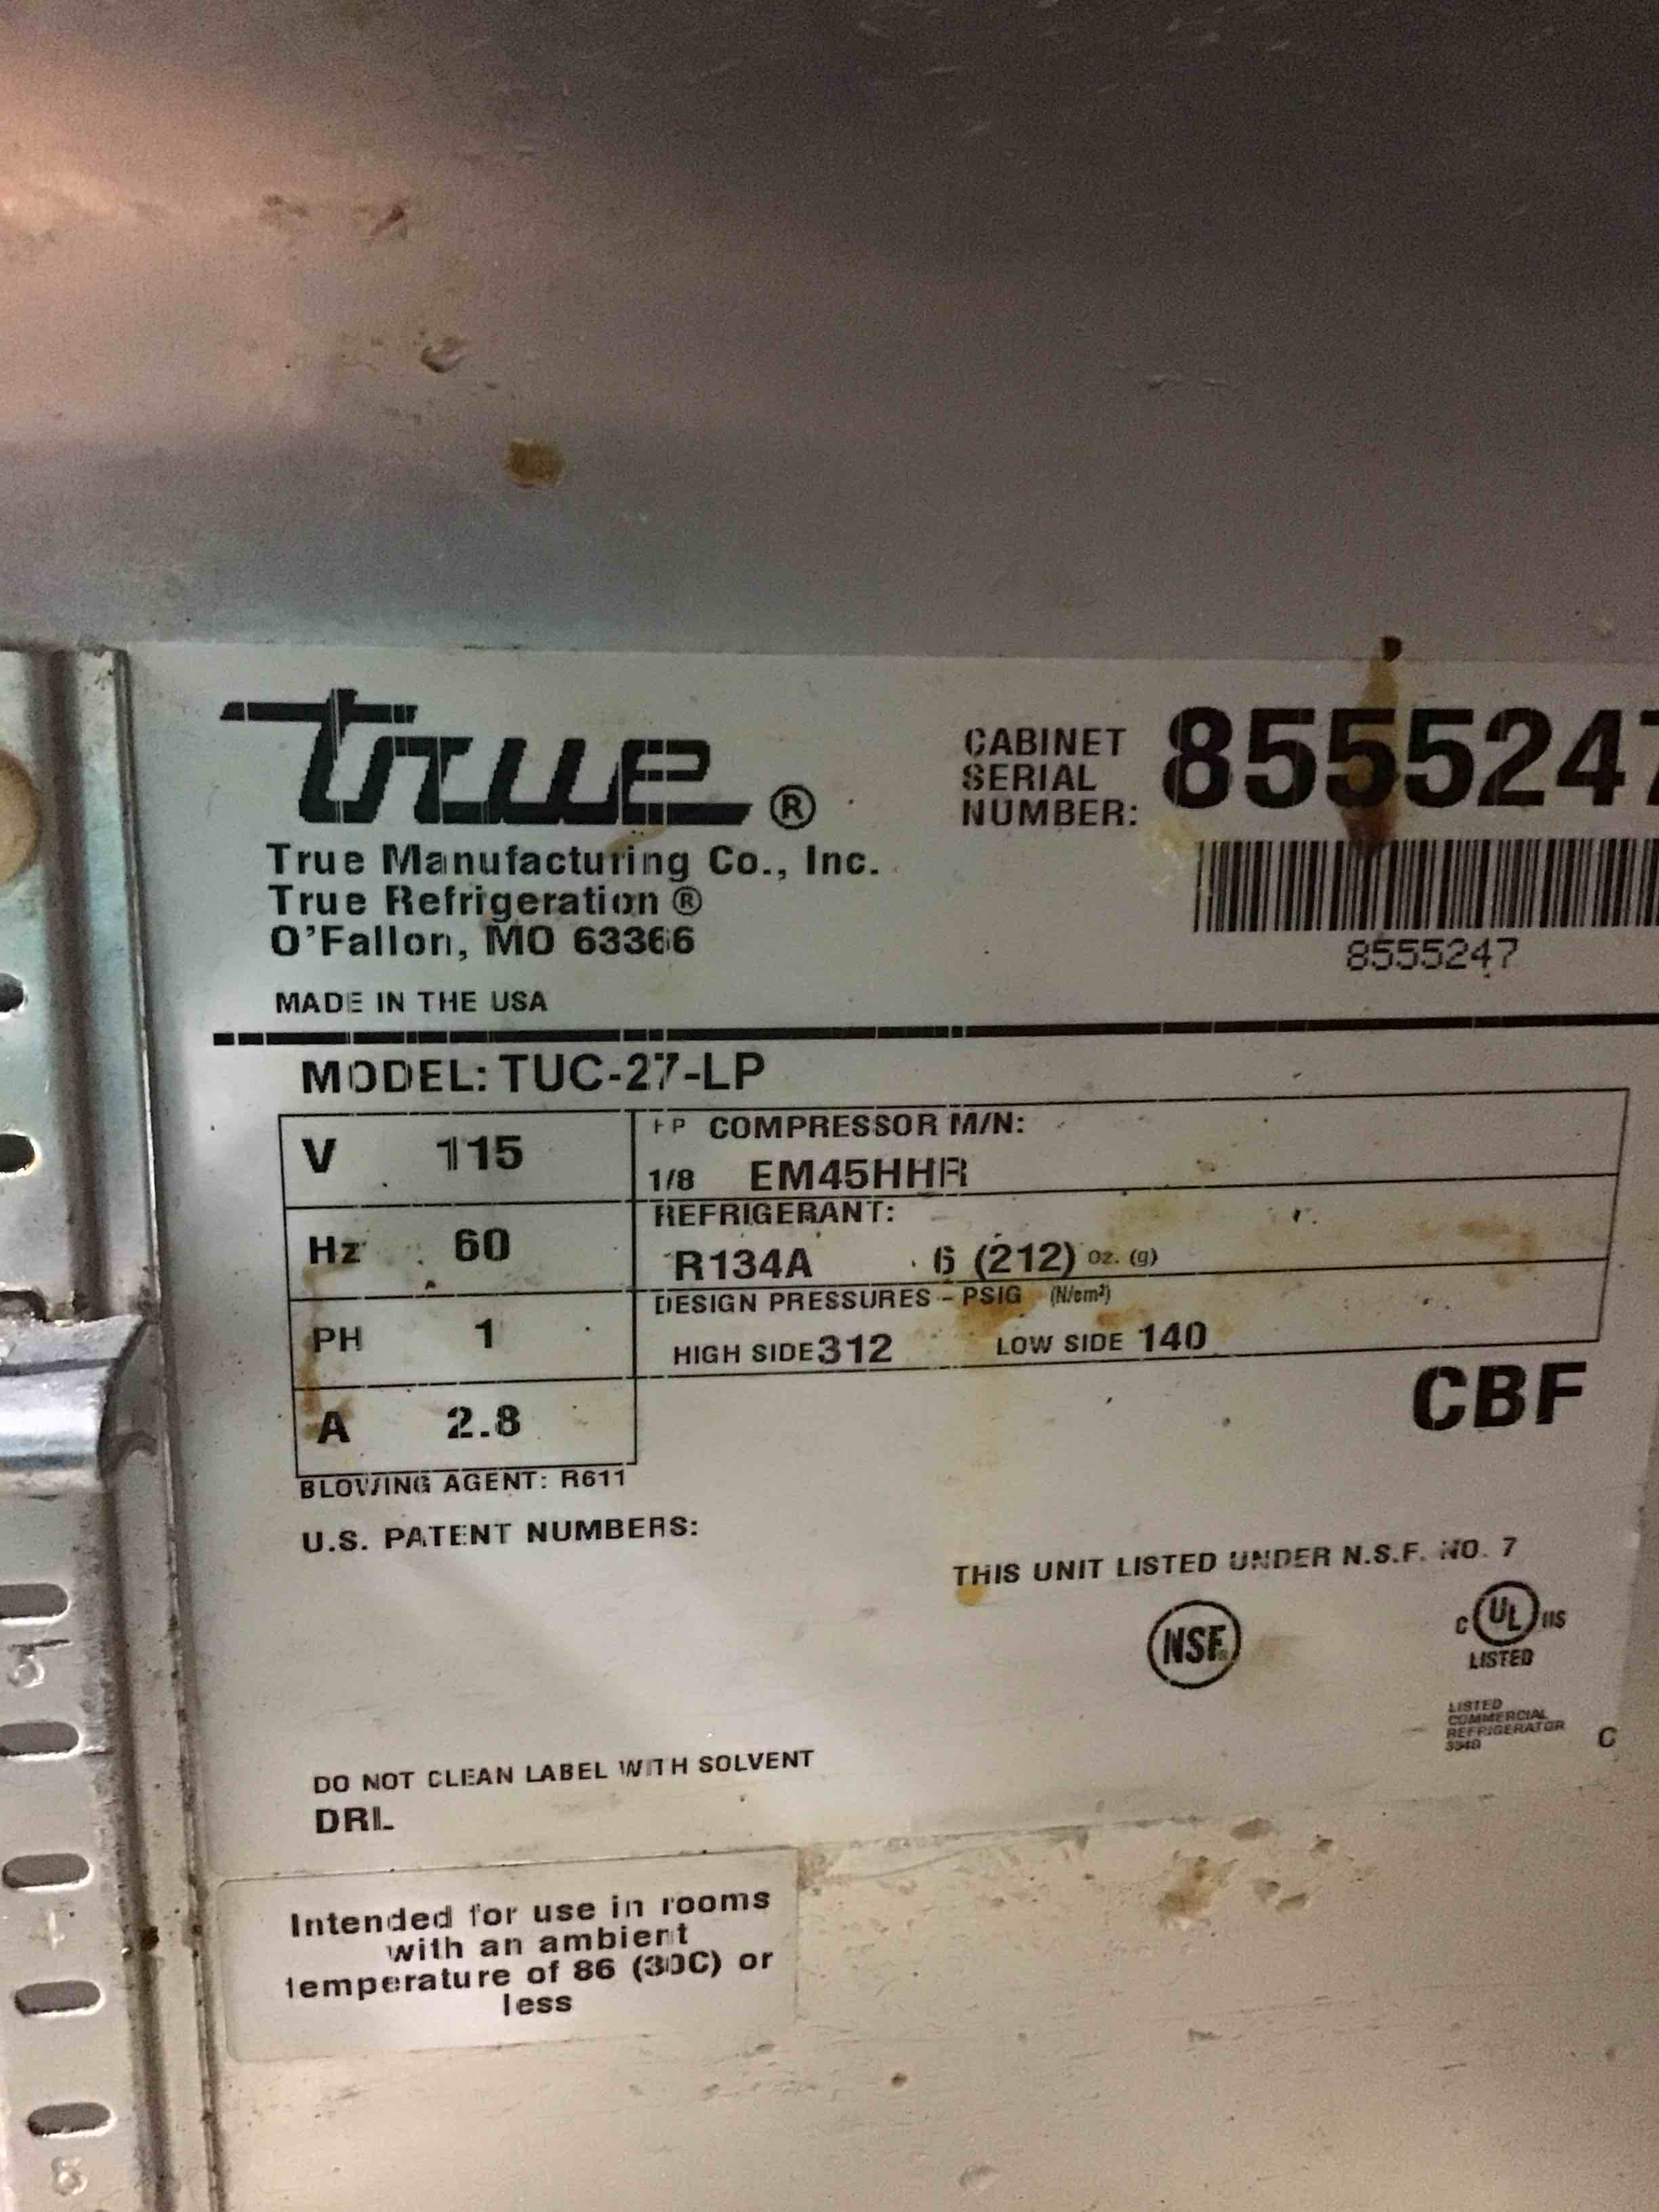 true®
True Manufacturing Co., Inc.
True Refrigeration ®
O'Fallon, MO 63366
MADE IN THE USA
CABINET
SERIAL
NUMBER:
8555247
8555247
MODEL: TUC-27-LP
V 115
Hz 60
PH 1
A 2.8
HP COMPRESSOR M/N:
1/8 EM45HHR
REFRIGERANT:
R134A 6 (212) oz. (g)
DESIGN PRESSURES - PSIG (N/cm²)
HIGH SIDE 312 LOW SIDE 140
CBF
BLOWING AGENT: R611
U.S. PATENT NUMBERS:
THIS UNIT LISTED UNDER N.S.F. NO. 7
NSF
C UL US
LISTED
LISTED
COMMERCIAL
REFRIGERATOR
C
DO NOT CLEAN LABEL WITH SOLVENT
DRL
Intended for use in rooms
with an ambient
temperature of 86 (30C) or
less